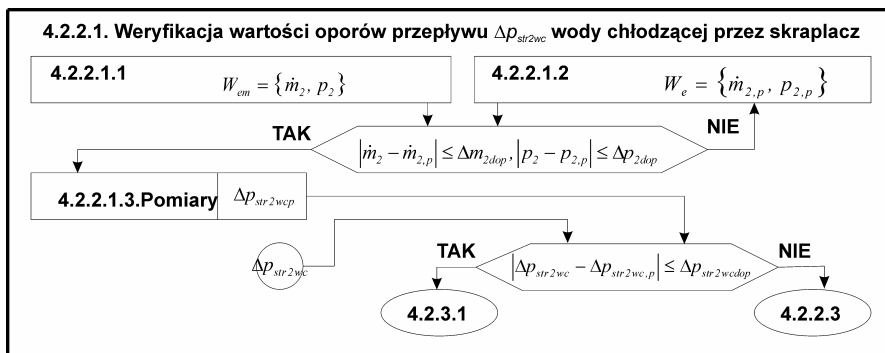 4.2.2.1. Weryfikacja wartości oporów przepływu Δp_str2wc wody chłodzącej przez skraplacz
4.2.2.1.1
W_em = {ṁ_2, p_2}
4.2.2.1.2
W_e = {ṁ_2,p, p_2,p}
TAK
NIE
|ṁ_2 − ṁ_2,p| ≤ Δm_2dop, |p_2 − p_2,p| ≤ Δp_2dop
4.2.2.1.3.Pomiary Δp_str2wcp
Δp_str2wc
TAK
NIE
|Δp_str2wc − Δp_str2wc,p| ≤ Δp_str2wcdop
4.2.3.1
4.2.2.3